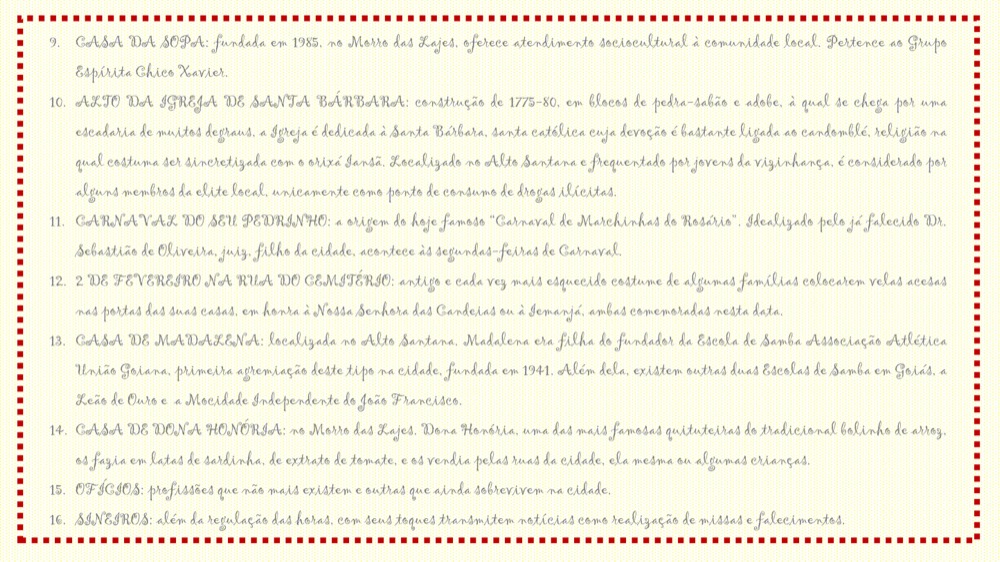 9. CASA DA SOPA: fundada em 1985, no Morro das Lajes, oferece atendimento sociocultural à comunidade local. Pertence ao Grupo
Espírita Chico Xavier.
10. ALTO DA IGREJA DE SANTA BÁRBARA: construção de 1775-80, em blocos de pedra-sabão e adobe, à qual se chega por uma
escadaria de muitos degraus, a Igreja é dedicada à Santa Bárbara, santa católica cuja devoção é bastante ligada ao candomblé, religião na
qual costuma ser sincretizada com o orixá Iansã. Localizado no Alto Santana e frequentado por jovens da vizinhança, é considerado por
alguns membros da elite local, unicamente como ponto de consumo de drogas ilícitas.
11. CARNAVAL DO SEU PEDRINHO: a origem do hoje famoso "Carnaval de Marchinhas do Rosário". Idealizado pelo já falecido Dr.
Sebastião de Oliveira, juiz, filho da cidade, acontece às segundas-feiras de Carnaval.
12. 2 DE FEVEREIRO NA RUA DO CEMITÉRIO: antigo e cada vez mais esquecido costume de algumas famílias colocarem velas acesas
nas portas das suas casas, em honra à Nossa Senhora das Candeias ou à Iemanjá, ambas comemoradas nesta data.
13. CASA DE MADALENA: localizada no Alto Santana, Madalena era filha do fundador da Escola de Samba Associação Atlética
União Goiana, primeira agremiação deste tipo na cidade, fundada em 1941. Além dela, existem outras duas Escolas de Samba em Goiás, a
Leão de Ouro e a Mocidade Independente do João Francisco.
14. CASA DE DONA HONÓRIA: no Morro das Lajes. Dona Honória, uma das mais famosas quituteiras do tradicional bolinho de arroz,
os fazia em latas de sardinha, de extrato de tomate, e os vendia pelas ruas da cidade, ela mesma ou algumas crianças.
15. OFÍCIOS: profissões que não mais existem e outras que ainda sobrevivem na cidade.
16. SINEIROS: além da regulação das horas, com seus toques transmitem notícias como realização de missas e falecimentos.